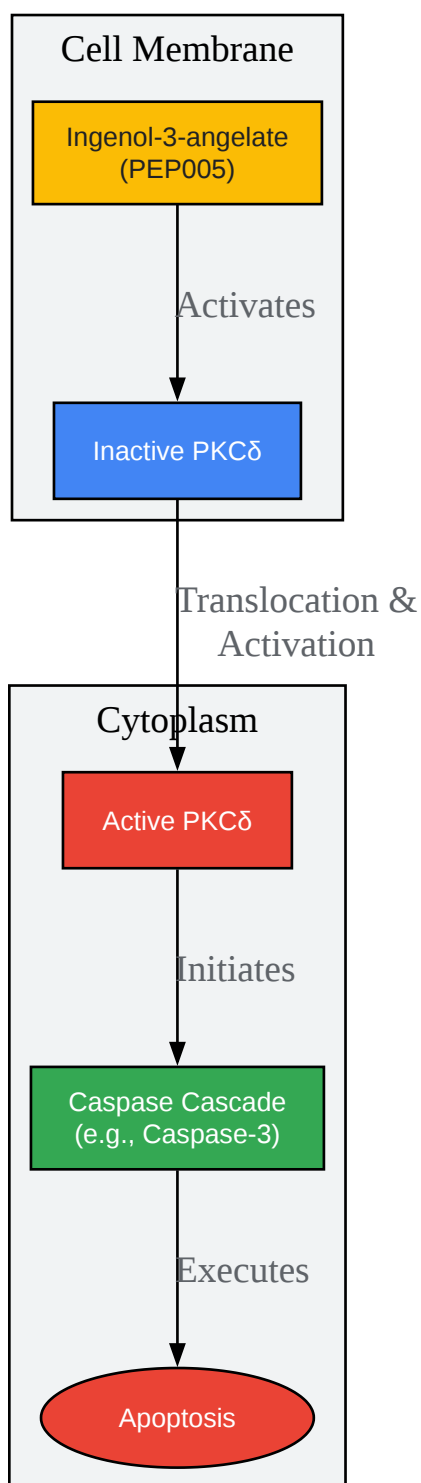 Cell Membrane
Ingenol-3-angelate
(PEP005)
Activates
Inactive PKCδ
Translocation &
Activation
Cytoplasm
Active PKCδ
Initiates
Caspase Cascade
(e.g., Caspase-3)
Executes
Apoptosis